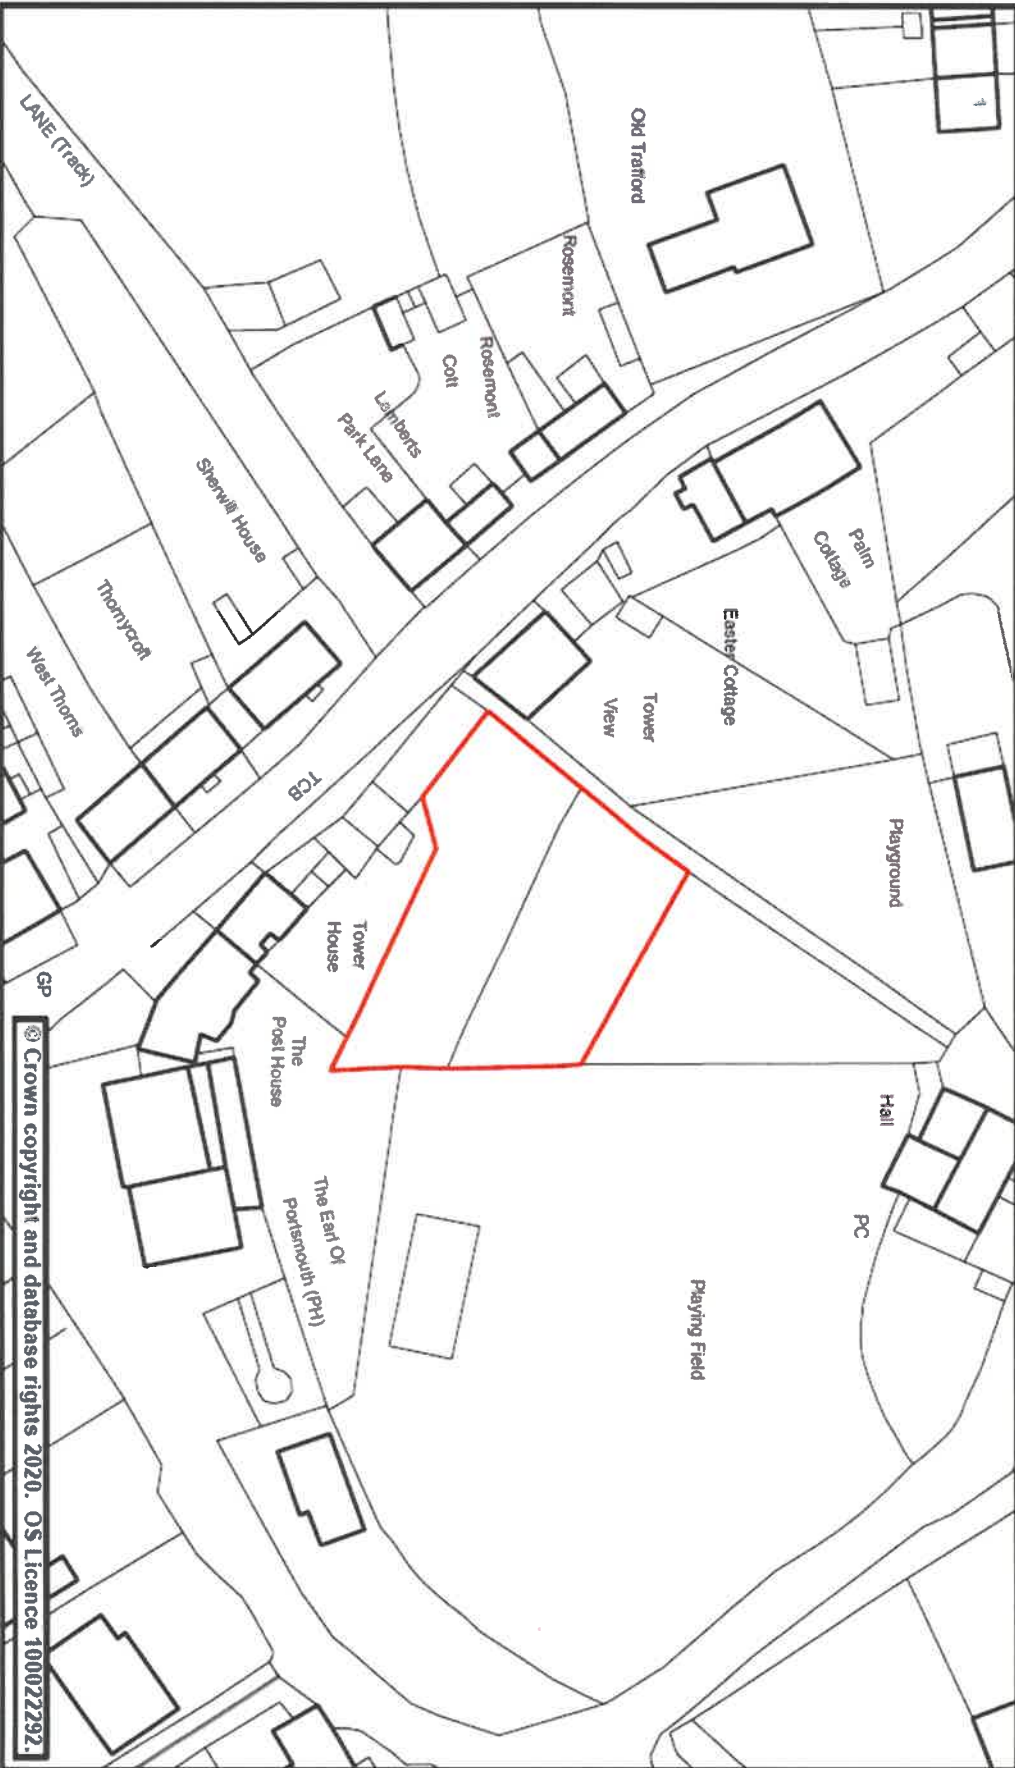 1
Old Trafford
LANE (Track)
Rosemont
Rosemont
Cott
Lamberts
Park Lane
Sherwill House
Thornycroft
West Thorns
Palm
Cottage
Easter Cottage
Tower
View
Playground
TCB
Tower
House
The
Post House
GP
Hall
PC
The Earl Of
Portsmouth (PH)
Playing Field
© Crown copyright and database rights 2020. OS Licence 100022292.